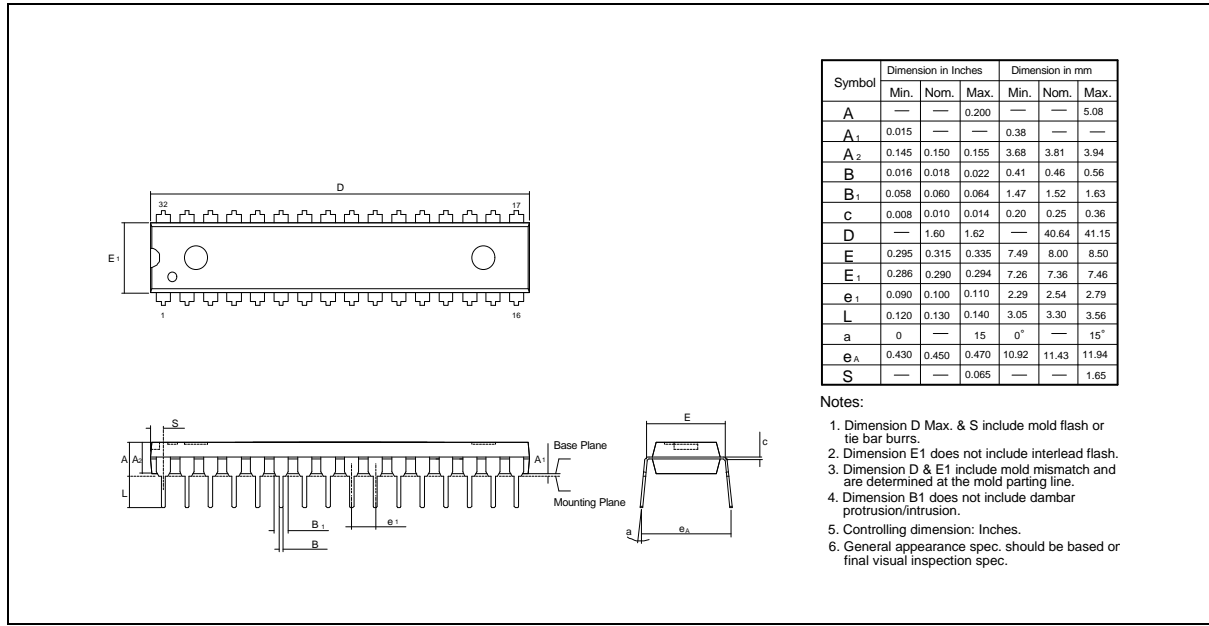 D
32
17
E1
1
16
S
A
A2
A1
L
Base Plane
Mounting Plane
B1
e1
B
E
c
a
eA
Symbol
Dimension in Inches Dimension in mm
Min. Nom. Max. Min. Nom. Max.
A — — 0.200 — — 5.08
A1 0.015 — — 0.38 — —
A2 0.145 0.150 0.155 3.68 3.81 3.94
B 0.016 0.018 0.022 0.41 0.46 0.56
B1 0.058 0.060 0.064 1.47 1.52 1.63
c 0.008 0.010 0.014 0.20 0.25 0.36
D — 1.60 1.62 — 40.64 41.15
E 0.295 0.315 0.335 7.49 8.00 8.50
E1 0.286 0.290 0.294 7.26 7.36 7.46
e1 0.090 0.100 0.110 2.29 2.54 2.79
L 0.120 0.130 0.140 3.05 3.30 3.56
a 0 — 15 0° — 15°
eA 0.430 0.450 0.470 10.92 11.43 11.94
S — — 0.065 — — 1.65
Notes:
1. Dimension D Max. & S include mold flash or
tie bar burrs.
2. Dimension E1 does not include interlead flash.
3. Dimension D & E1 include mold mismatch and
are determined at the mold parting line.
4. Dimension B1 does not include dambar
protrusion/intrusion.
5. Controlling dimension: Inches.
6. General appearance spec. should be based on
final visual inspection spec.